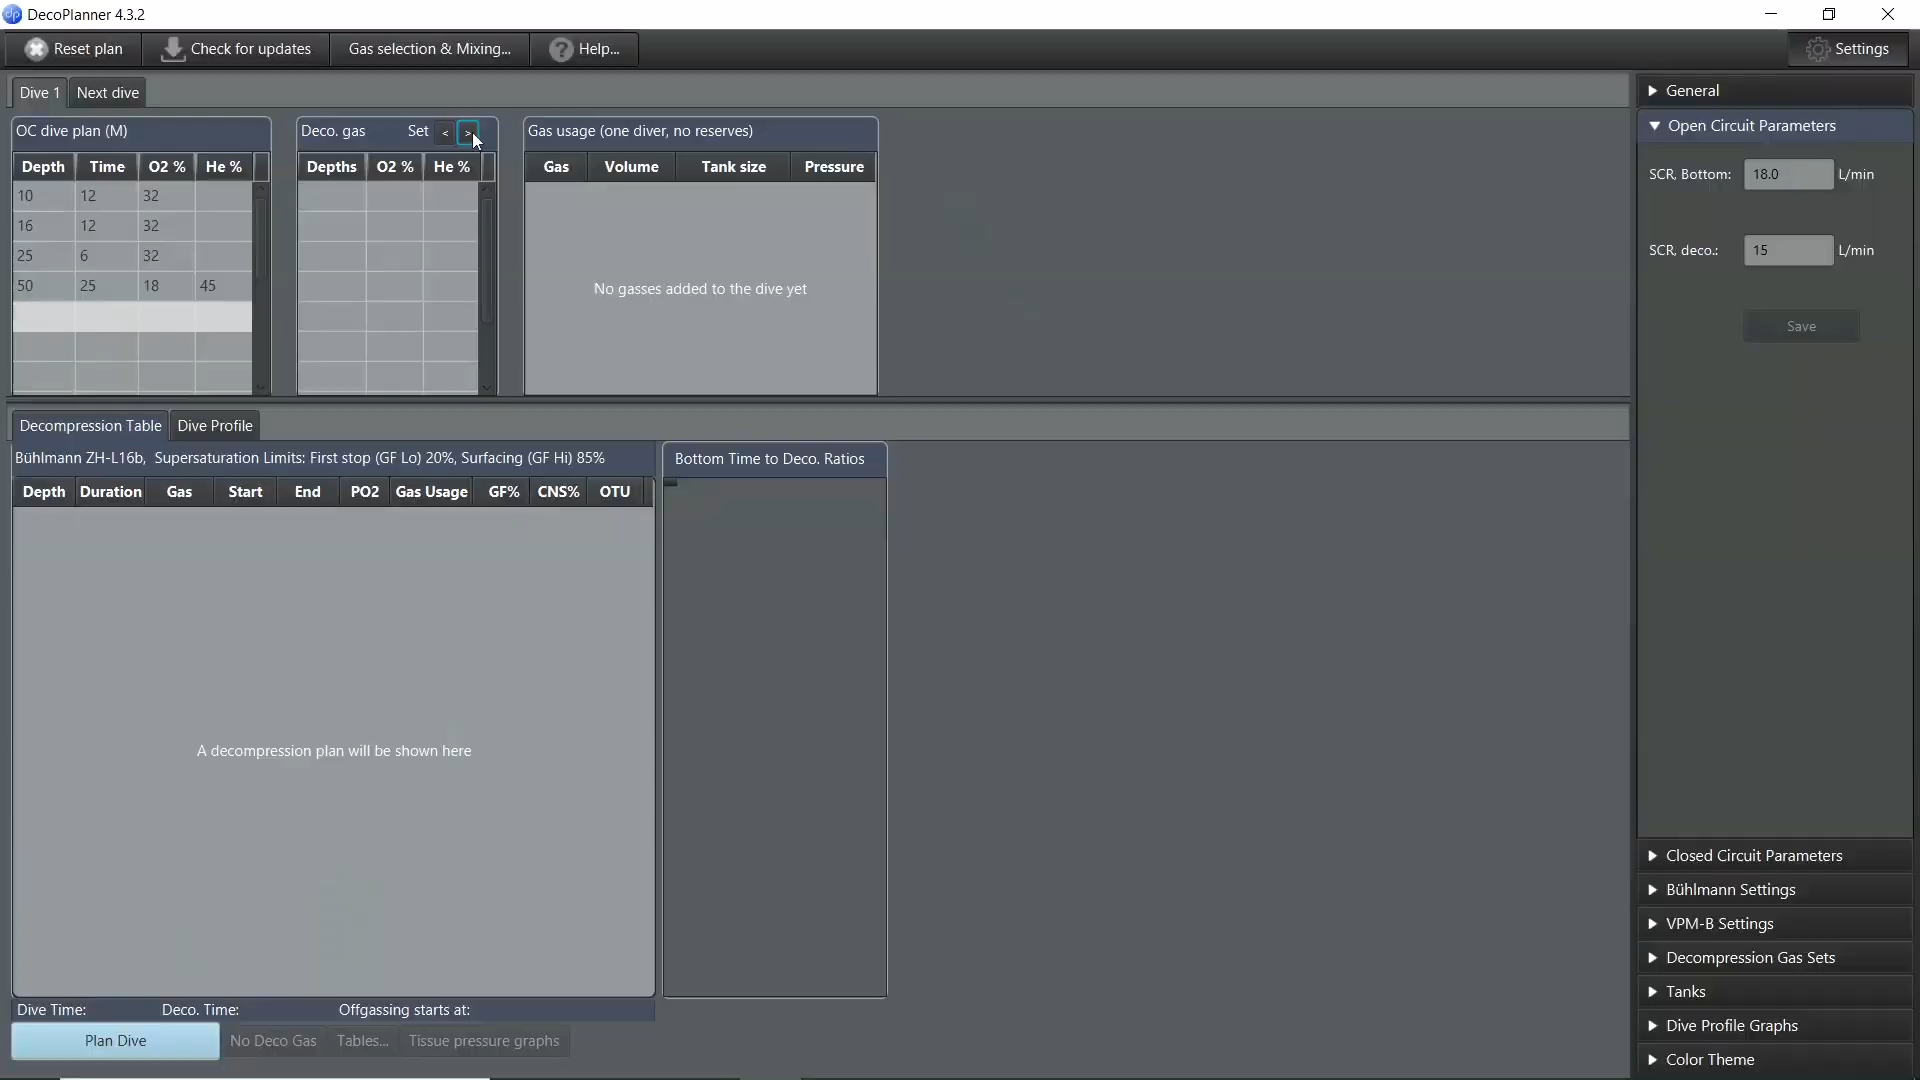 DecoPlanner 4.3.2
Reset plan
Check for updates
Gas selection & Mixing...
Help...
Settings
Dive 1
Next dive
OC dive plan (M)
Depth Time O2 % He %
10 12 32
16 12 32
25 6 32
50 25 18 45
Deco. gas Set < >
Depths O2 % He %
Gas usage (one diver, no reserves)
Gas Volume Tank size Pressure
No gasses added to the dive yet
General
Open Circuit Parameters
SCR, Bottom: 18.0 L/min
SCR, deco.: 15 L/min
Save
Decompression Table
Dive Profile
Bühlmann ZH-L16b, Supersaturation Limits: First stop (GF Lo) 20%, Surfacing (GF Hi) 85%
Depth Duration Gas Start End PO2 Gas Usage GF% CNS% OTU
A decompression plan will be shown here
Bottom Time to Deco. Ratios
Dive Time: Deco. Time: Offgassing starts at:
Plan Dive
No Deco Gas
Tables...
Tissue pressure graphs
Closed Circuit Parameters
Bühlmann Settings
VPM-B Settings
Decompression Gas Sets
Tanks
Dive Profile Graphs
Color Theme